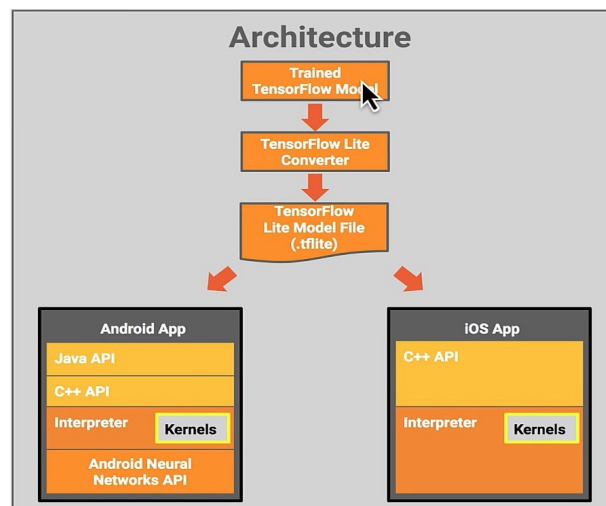 Architecture
Trained
TensorFlow Model
TensorFlow Lite
Converter
TensorFlow
Lite Model File
(.tflite)
Android App
Java API
C++ API
Interpreter
Kernels
Android Neural
Networks API
iOS App
C++ API
Interpreter
Kernels